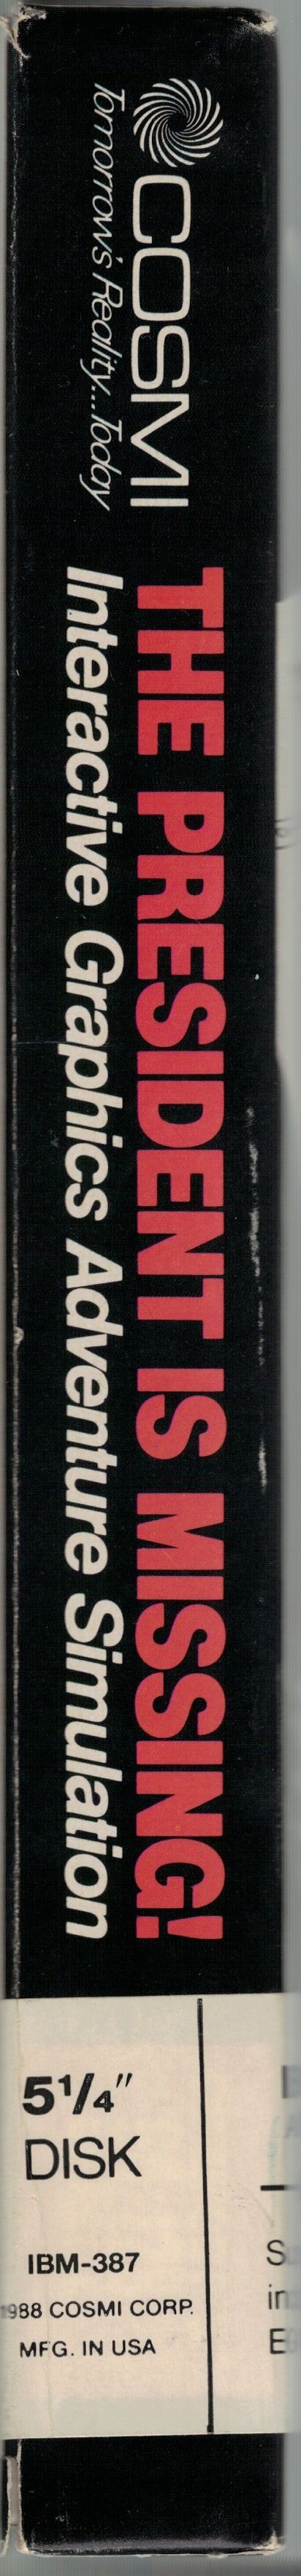 COSMI
Tomorrow's Reality...Today
THE PRESIDENT IS MISSING!
Interactive Graphics Adventure Simulation
5¼"
DISK
IBM-387
1988 COSMI CORP.
MFG. IN USA